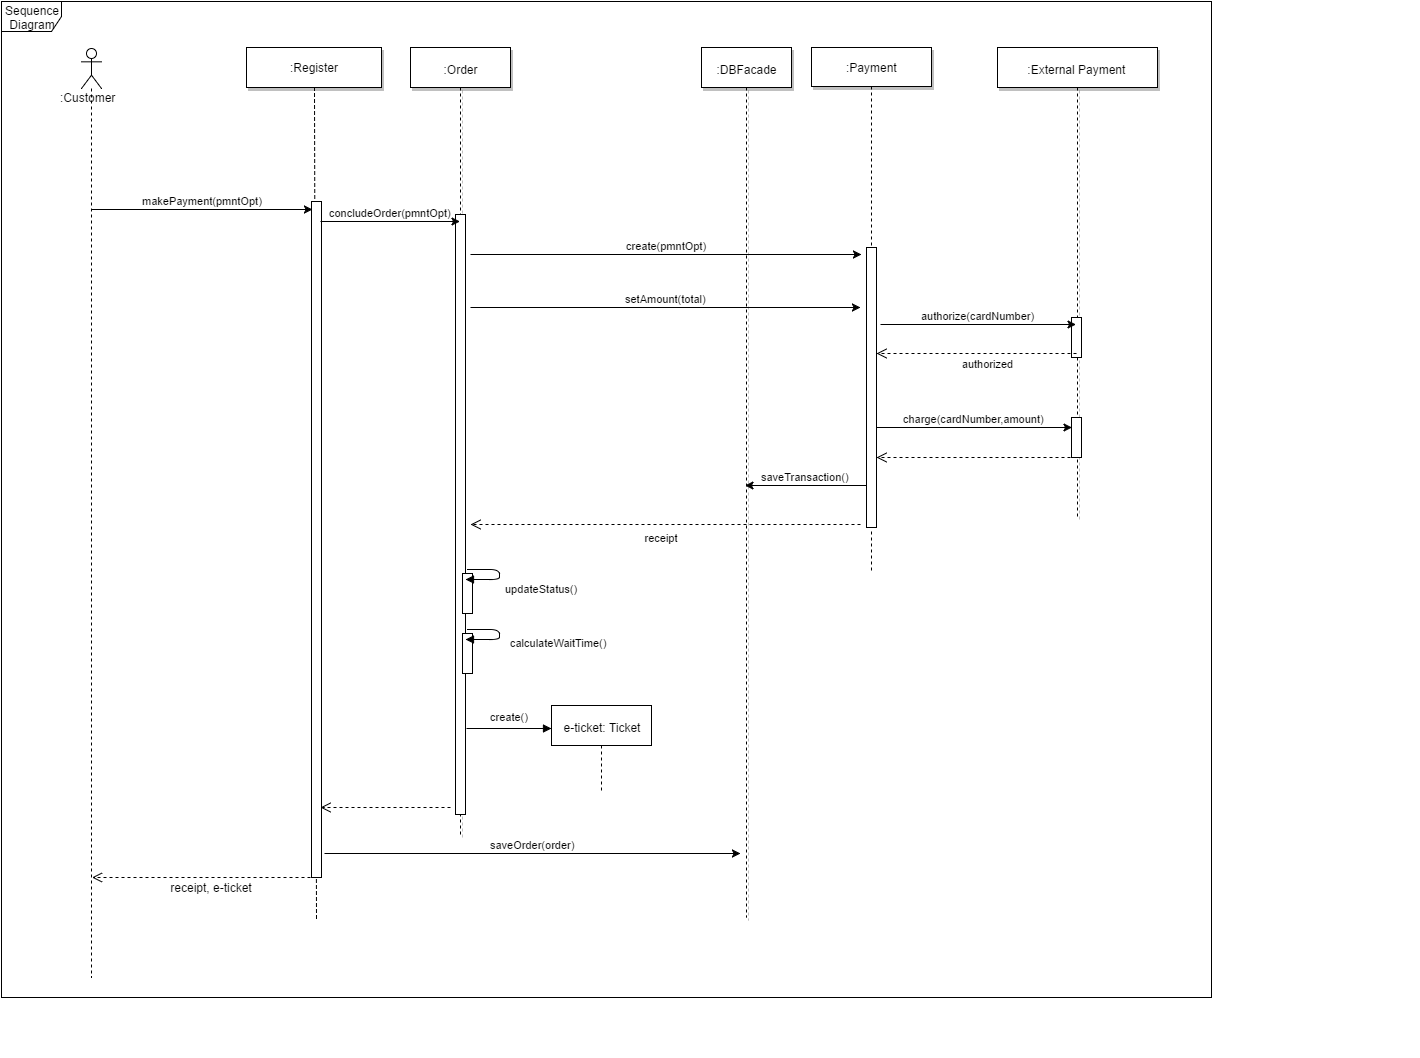 Sequence
Diagram
:Customer
:Register
:Order
:DBFacade
:Payment
:External Payment
makePayment(pmntOpt)
concludeOrder(pmntOpt)
create(pmntOpt)
setAmount(total)
authorize(cardNumber)
authorized
charge(cardNumber,amount)
saveTransaction()
receipt
updateStatus()
calculateWaitTime()
create()
e-ticket: Ticket
saveOrder(order)
receipt, e-ticket